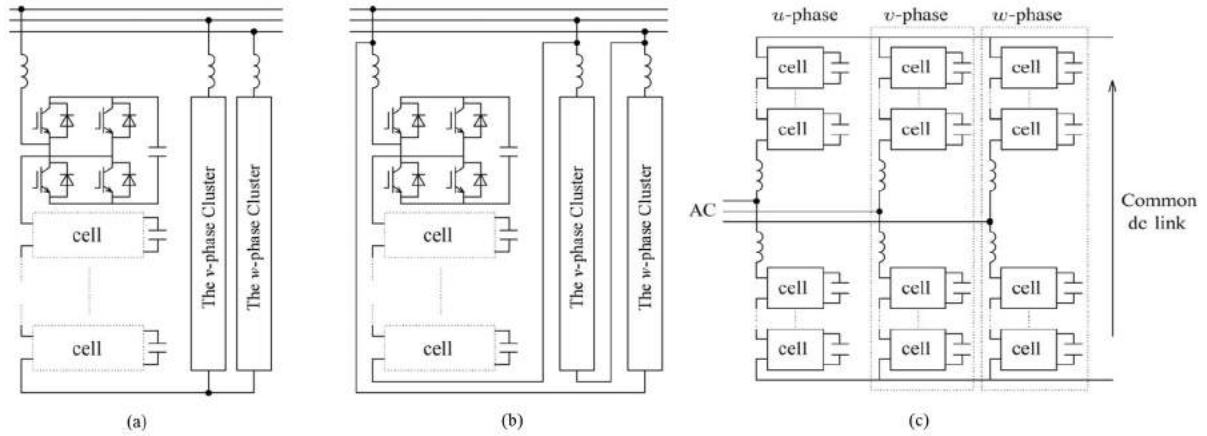 cell
cell
The v-phase Cluster
The w-phase Cluster
(a)
cell
cell
The v-phase Cluster
The w-phase Cluster
(b)
u-phase v-phase w-phase
cell cell cell
cell cell cell
AC
Common
dc link
cell cell cell
cell cell cell
(c)